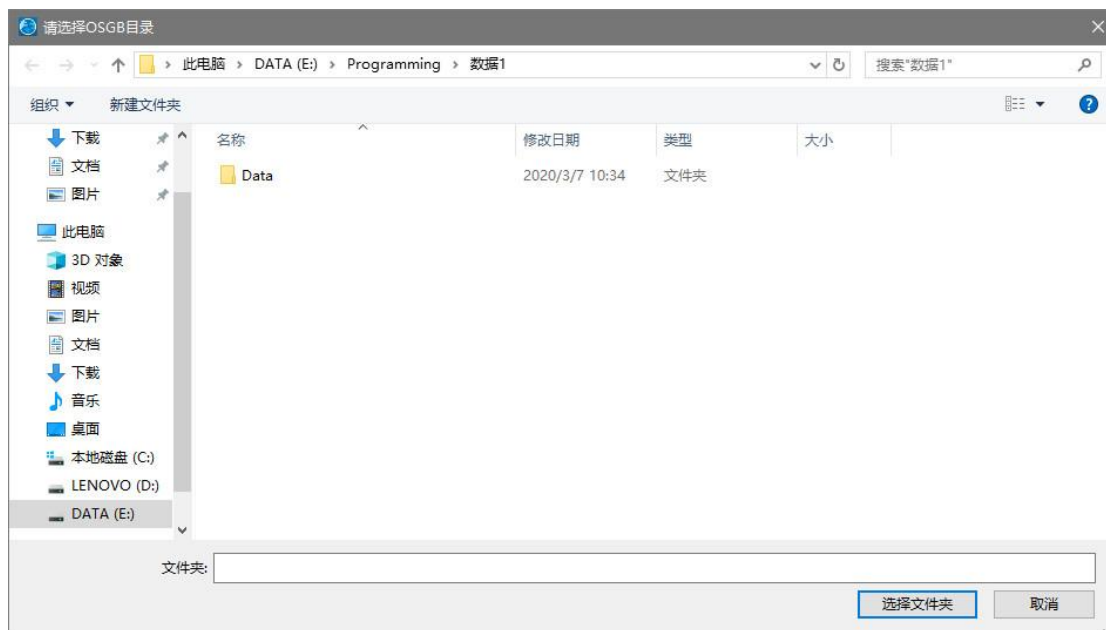 请选择OSGB目录
此电脑 › DATA (E:) › Programming › 数据1
搜索"数据1"
组织
新建文件夹
下载
文档
图片
此电脑
3D 对象
视频
图片
文档
下载
音乐
桌面
本地磁盘 (C:)
LENOVO (D:)
DATA (E:)
名称 修改日期 类型 大小
Data 2020/3/7 10:34 文件夹
文件夹:
选择文件夹 取消